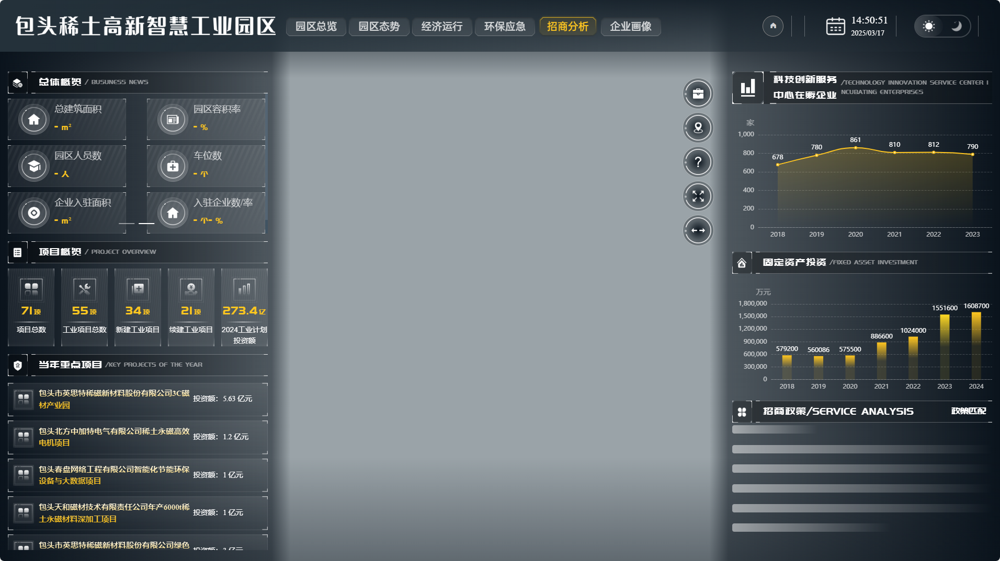 包头稀土高新智慧工业园区
园区总览
园区态势
经济运行
环保应急
招商分析
企业画像
14:50:51
2025/03/17
总体概览 / BUSUNESS NEWS
总建筑面积
- m²
园区容积率
- %
园区人员数
- 人
车位数
- 个
企业入驻面积
- m²
入驻企业数/率
- 个- %
项目概览 / PROJECT OVERVIEW
71项
项目总数
55项
工业项目总数
34项
新建工业项目
21项
续建工业项目
273.4亿
2024工业计划
投资额
当年重点项目 /KEY PROJECTS OF THE YEAR
包头市英思特稀磁新材料股份有限公司3C磁
材产业园
投资额：5.63 亿元
包头北方中加特电气有限公司稀土永磁高效
电机项目
投资额：1.2 亿元
包头春盘网络工程有限公司智能化节能环保
设备与大数据项目
投资额：1 亿元
包头天和磁材技术有限责任公司年产6000t稀
土永磁材料深加工项目
投资额：1 亿元
包头市英思特稀磁新材料股份有限公司绿色
科技创新服务
中心在孵企业
/TECHNOLOGY INNOVATION SERVICE CENTER I
NCUBATING ENTERPRISES
家
1,000
800
600
400
200
0
678
780
861
810
812
790
2018
2019
2020
2021
2022
2023
固定资产投资 /FIXED ASSET INVESTMENT
万元
1,800,000
1,500,000
1,200,000
900,000
600,000
300,000
0
579200
560086
575500
886600
1024000
1551600
1608700
2018
2019
2020
2021
2022
2023
2024
招商政策/SERVICE ANALYSIS
政策匹配